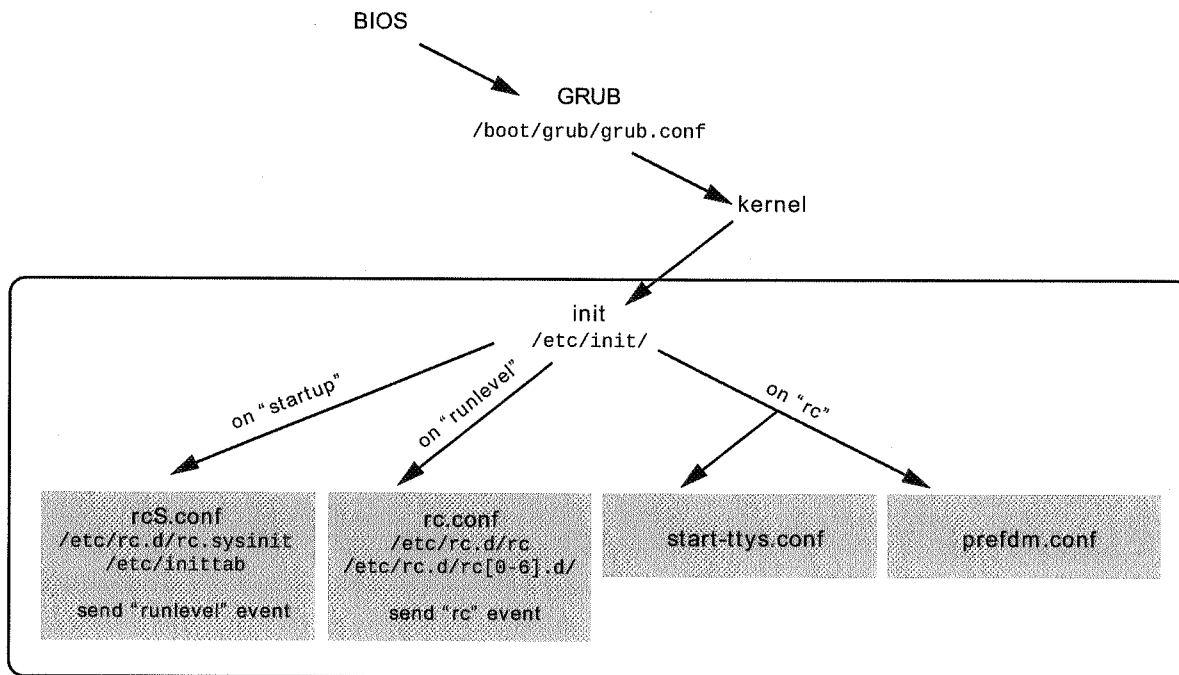 BIOS
GRUB
/boot/grub/grub.conf
kernel
init
/etc/init/
on “startup”
on “runlevel”
on “rc”
rcS.conf
/etc/rc.d/rc.sysinit
/etc/inittab
send “runlevel” event
rc.conf
/etc/rc.d/rc
/etc/rc.d/rc[0-6].d/
send “rc” event
start-ttys.conf
prefdm.conf